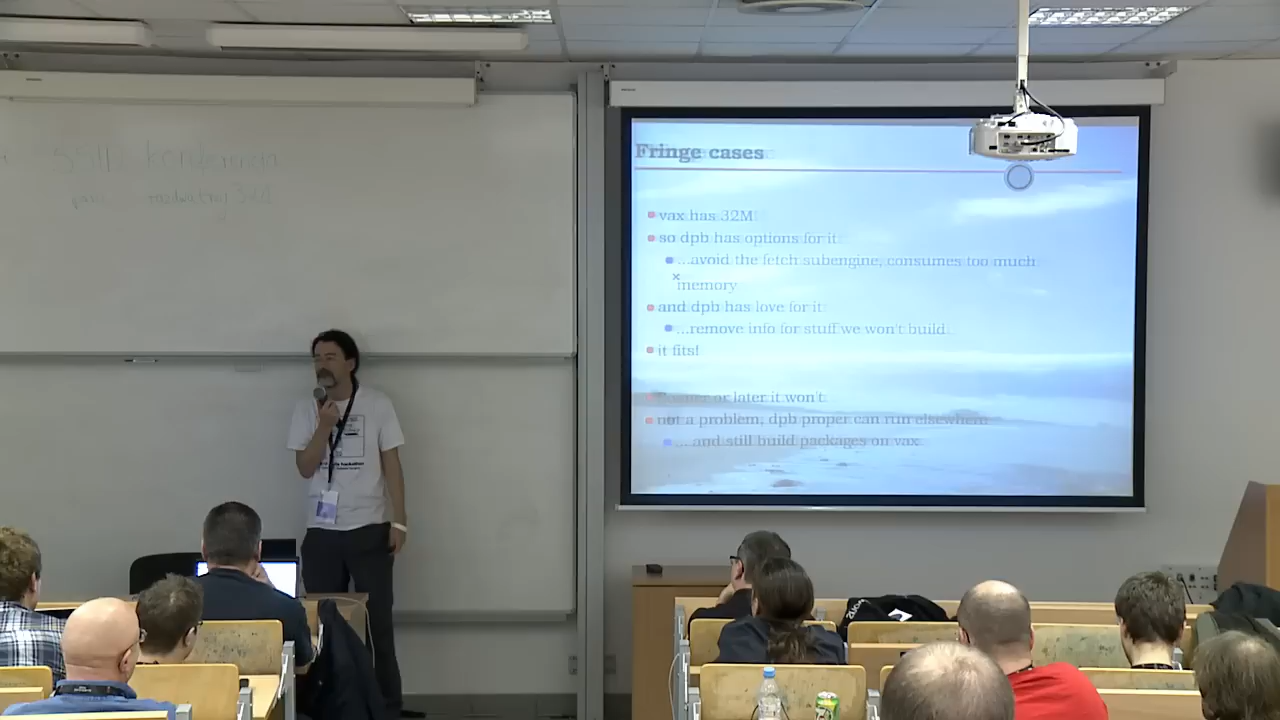 Still konferencja
Fringe cases
vax has 32M
so dpb has options for it:
...avoid the fetch subengine, consumes too much
memory
and dpb has love for it:
...remove info for stuff we won't build...
it fits!
or later it won't
not a problem, dpb proper can run elsewhere
... and still build packages on vax